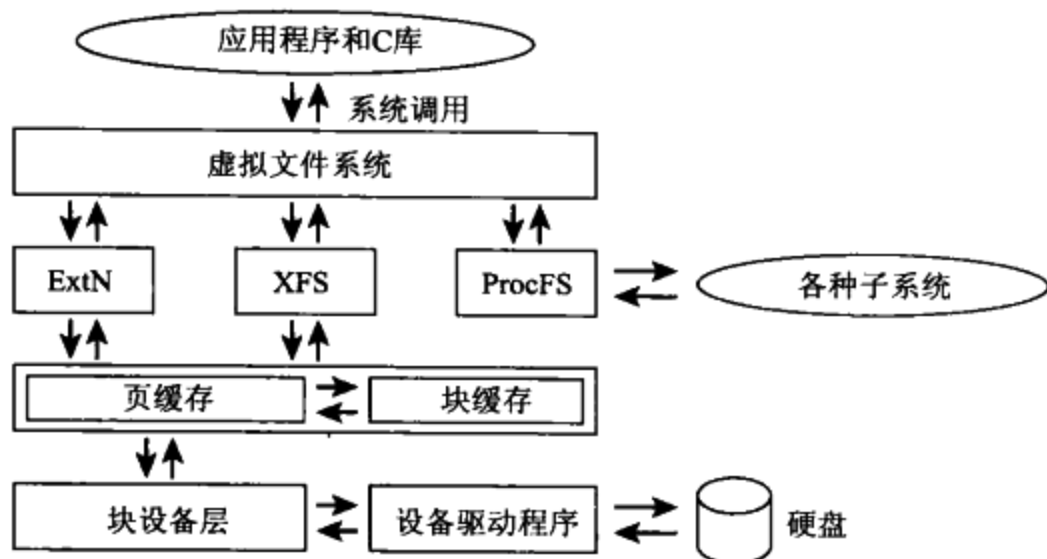 应用程序和C库
系统调用
虚拟文件系统
ExtN
XFS
ProcFS
各种子系统
页缓存
块缓存
块设备层
设备驱动程序
硬盘